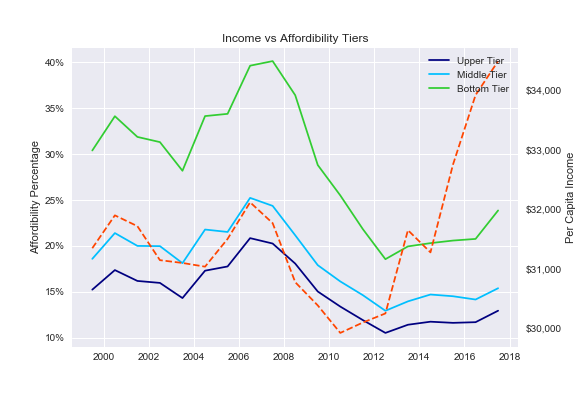 Income vs Affordibility Tiers
Upper Tier
Middle Tier
Bottom Tier
40%
35%
30%
25%
20%
15%
10%
Affordibility Percentage
$34,000
$33,000
$32,000
$31,000
$30,000
Per Capita Income
2000 2002 2004 2006 2008 2010 2012 2014 2016 2018